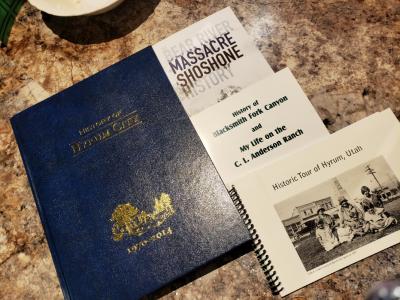 HISTORY OF
HYRUM CITY
1970-2014
BEAR RIVER
MASSACRE
SHOSHONE
HISTORY
History of
Blacksmith Fork Canyon
and
My Life on the
C. L. Anderson Ranch
Historic Tour of Hyrum, Utah